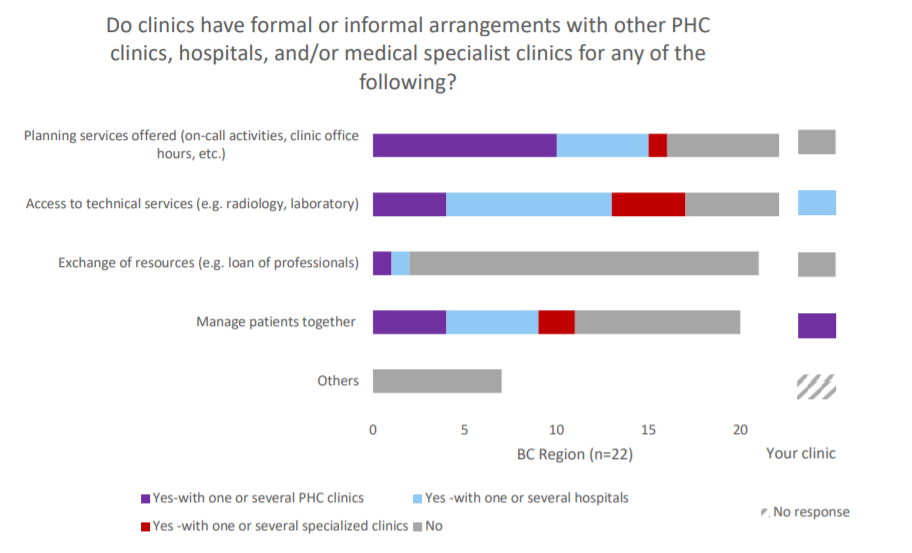 Do clinics have formal or informal arrangements with other PHC
clinics, hospitals, and/or medical specialist clinics for any of the
following?
Planning services offered (on-call activities, clinic office
hours, etc.)
Access to technical services (e.g. radiology, laboratory)
Exchange of resources (e.g. loan of professionals)
Manage patients together
Others
0 5 10 15 20
BC Region (n=22) Your clinic
Yes-with one or several PHC clinics Yes -with one or several hospitals
Yes -with one or several specialized clinics No
. No response